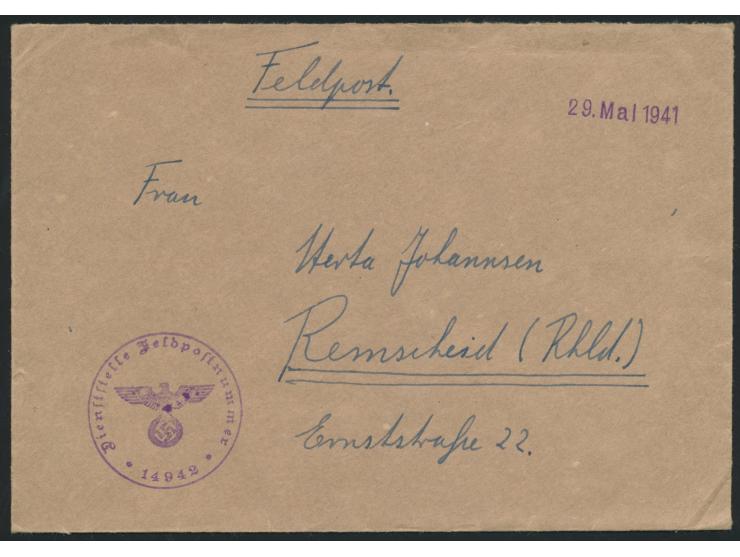 Feldpost.
29. Mai 1941
Frau
Herta Johannsen
Remscheid (Rhld.)
Ernststraße 22.
Dienststelle Feldpostnummer
• 14942 •